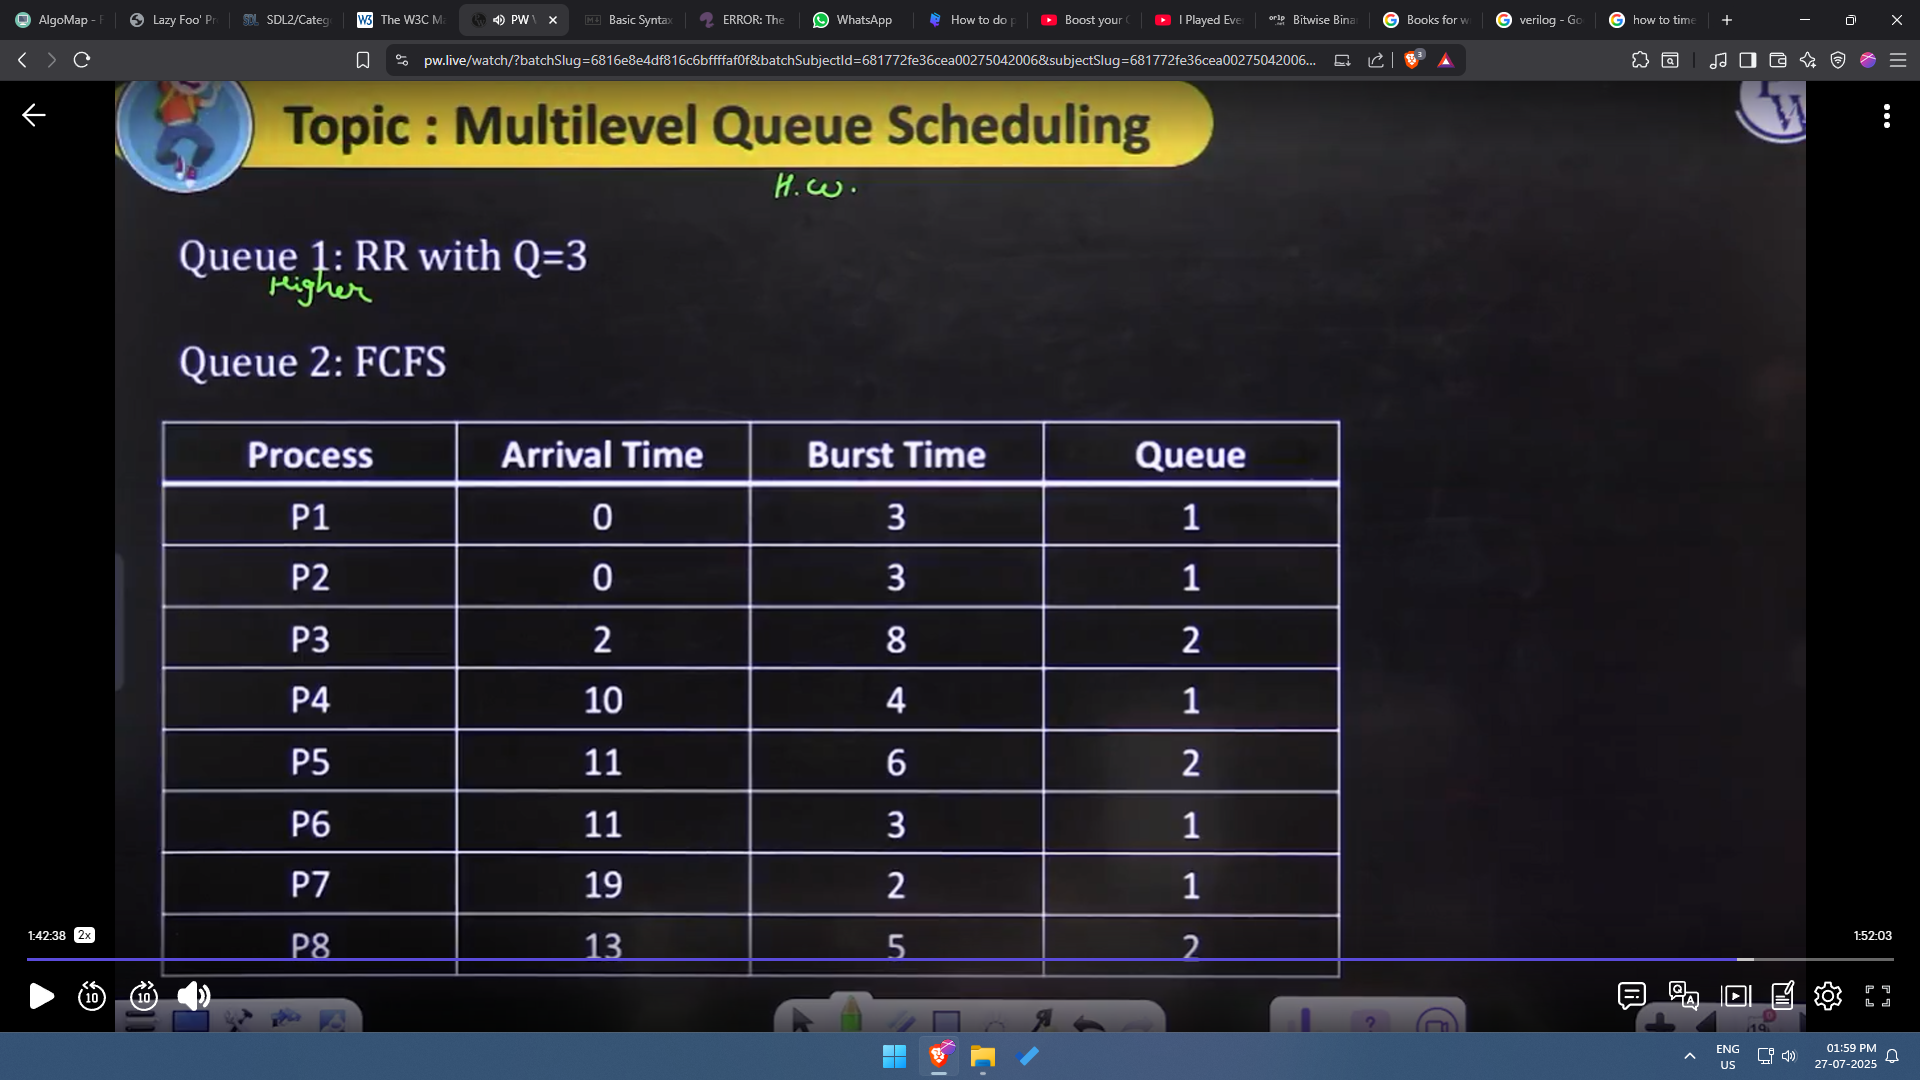 AlgoMap - F
Lazy Foo' Pr
SDL2/Categ
The W3C Ma
PW \
Basic Syntax
ERROR: The
WhatsApp
How to do p
Boost your C
I Played Eve
Bitwise Bina
Books for w
verilog - Go
how to time
pw.live/watch/?batchSlug=6816e8e4df816c6bffffaf0f&batchSubjectId=681772fe36cea00275042006&subjectSlug=681772fe36cea00275042006...
3
Topic : Multilevel Queue Scheduling
H.W.
Queue 1: RR with Q=3
Higher
Queue 2: FCFS
Process Arrival Time Burst Time Queue
P1 0 3 1
P2 0 3 1
P3 2 8 2
P4 10 4 1
P5 11 6 2
P6 11 3 1
P7 19 2 1
P8 13 5 2
1:42:38 2x 1:52:03
10 10
ENG
US
01:59 PM
27-07-2025